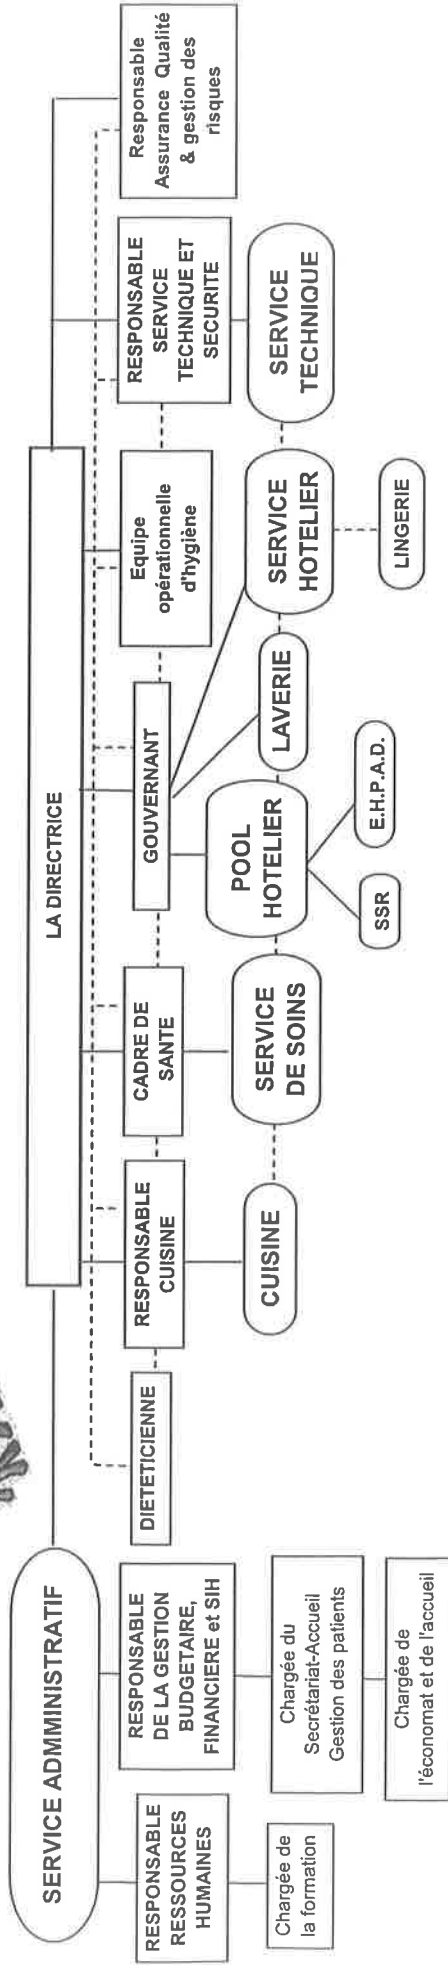 LA DIRECTRICE
SERVICE ADMMINISTRATIF
RESPONSABLE
RESSOURCES
HUMAINES
Chargée de
la formation
RESPONSABLE
DE LA GESTION
BUDGETAIRE,
FINANCIERE et SIH
Chargée du
Secrétariat-Accueil
Gestion des patients
Chargée de
l'économat et de l'accueil
DIETETICIENNE
RESPONSABLE
CUISINE
CUISINE
CADRE DE
SANTE
SERVICE
DE SOINS
GOUVERNANT
POOL
HOTELIER
SSR
E.H.P.A.D.
LAVERIE
SERVICE
HOTELIER
LINGERIE
Equipe
opérationnelle
d'hygiène
RESPONSABLE
SERVICE
TECHNIQUE ET
SECURITE
SERVICE
TECHNIQUE
Responsable
Assurance Qualité
& gestion des
risques